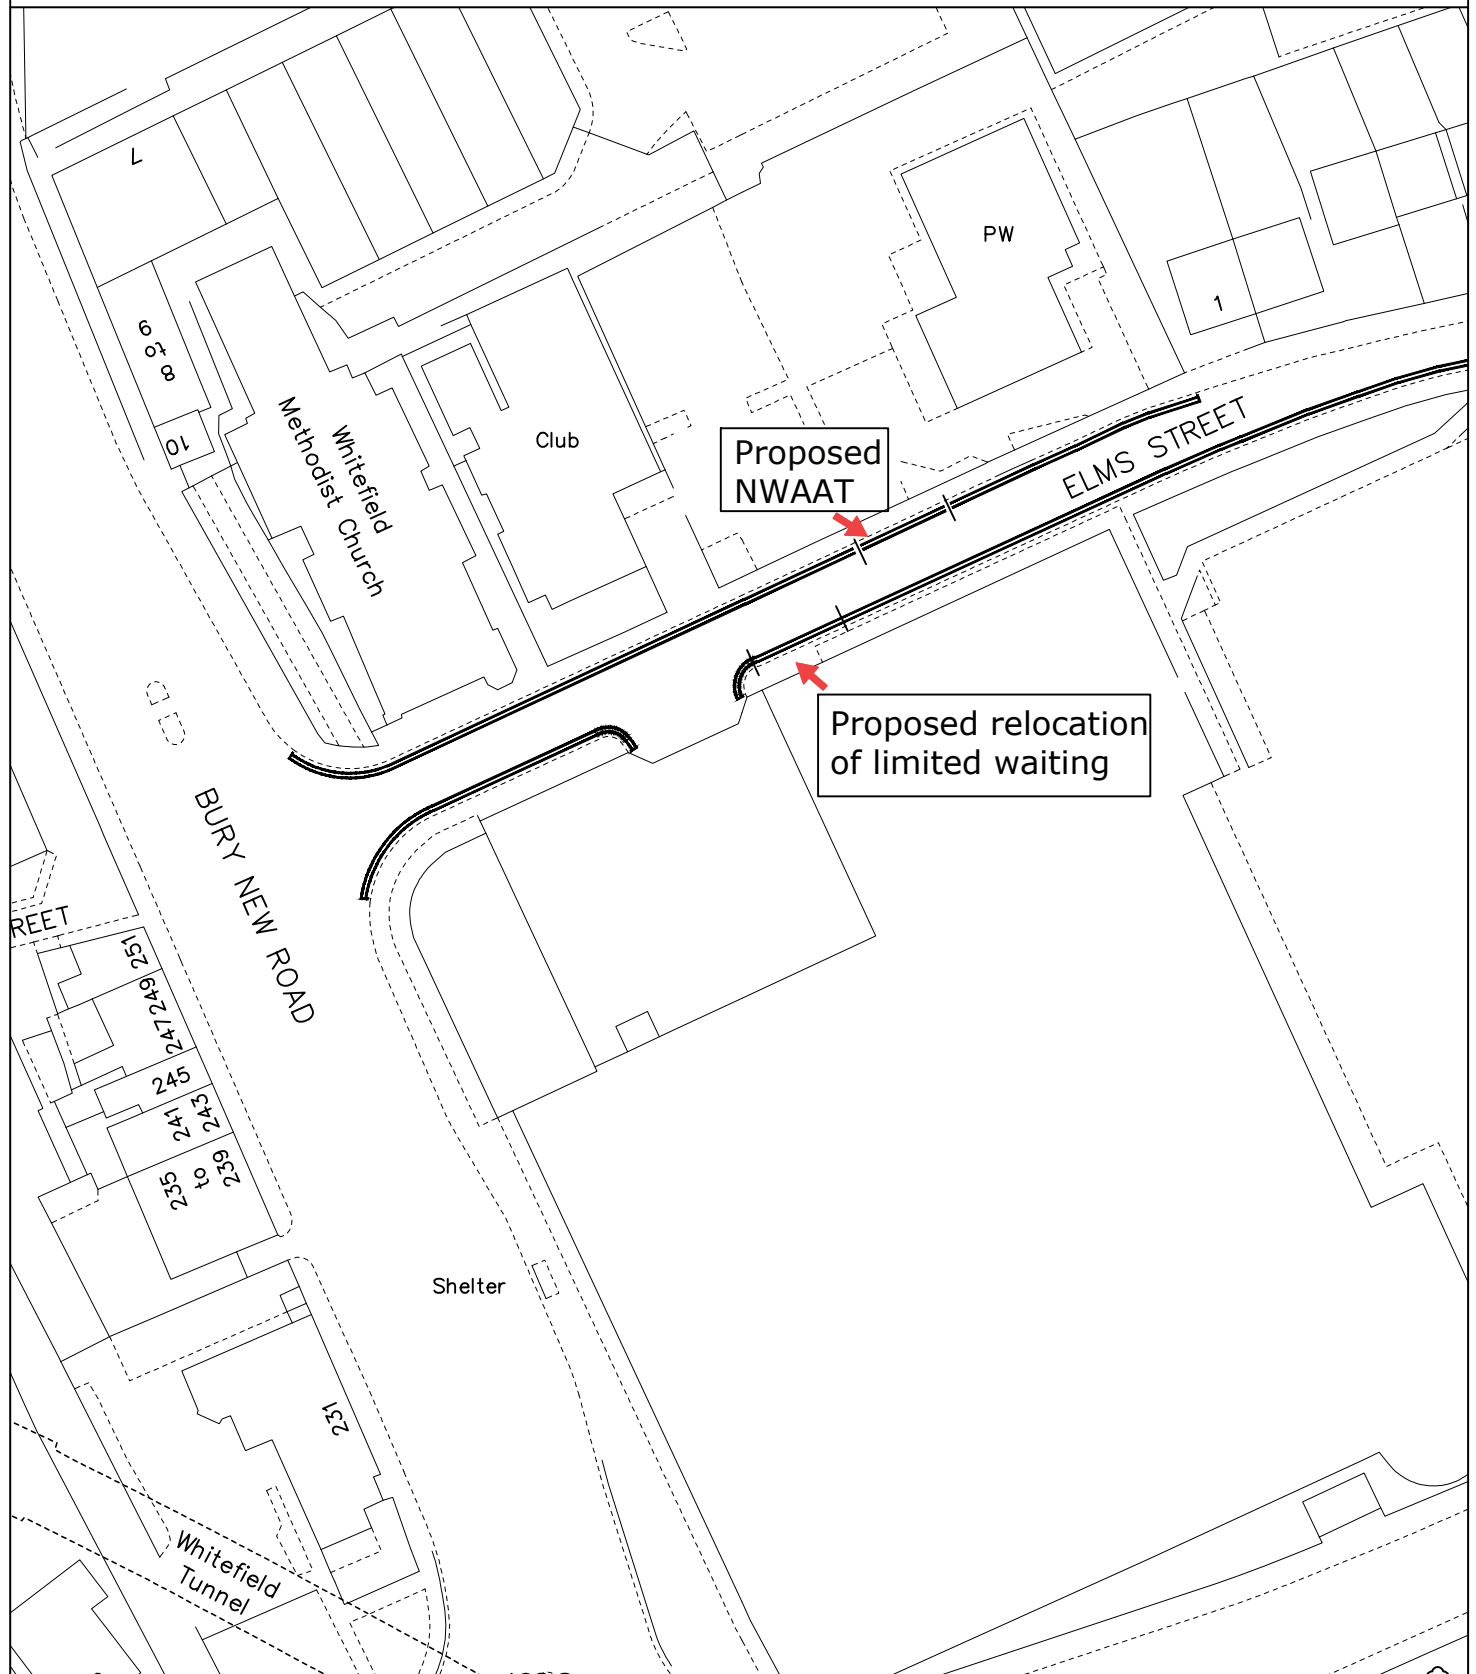 7
PW
1
6
to
8
10
Whitefield
Methodist Church
Club
Proposed
NWAAT
ELMS STREET
Proposed relocation
of limited waiting
BURY NEW ROAD
REET
251
249
247
245
243
241
239
to
235
Shelter
231
Whitefield
Tunnel